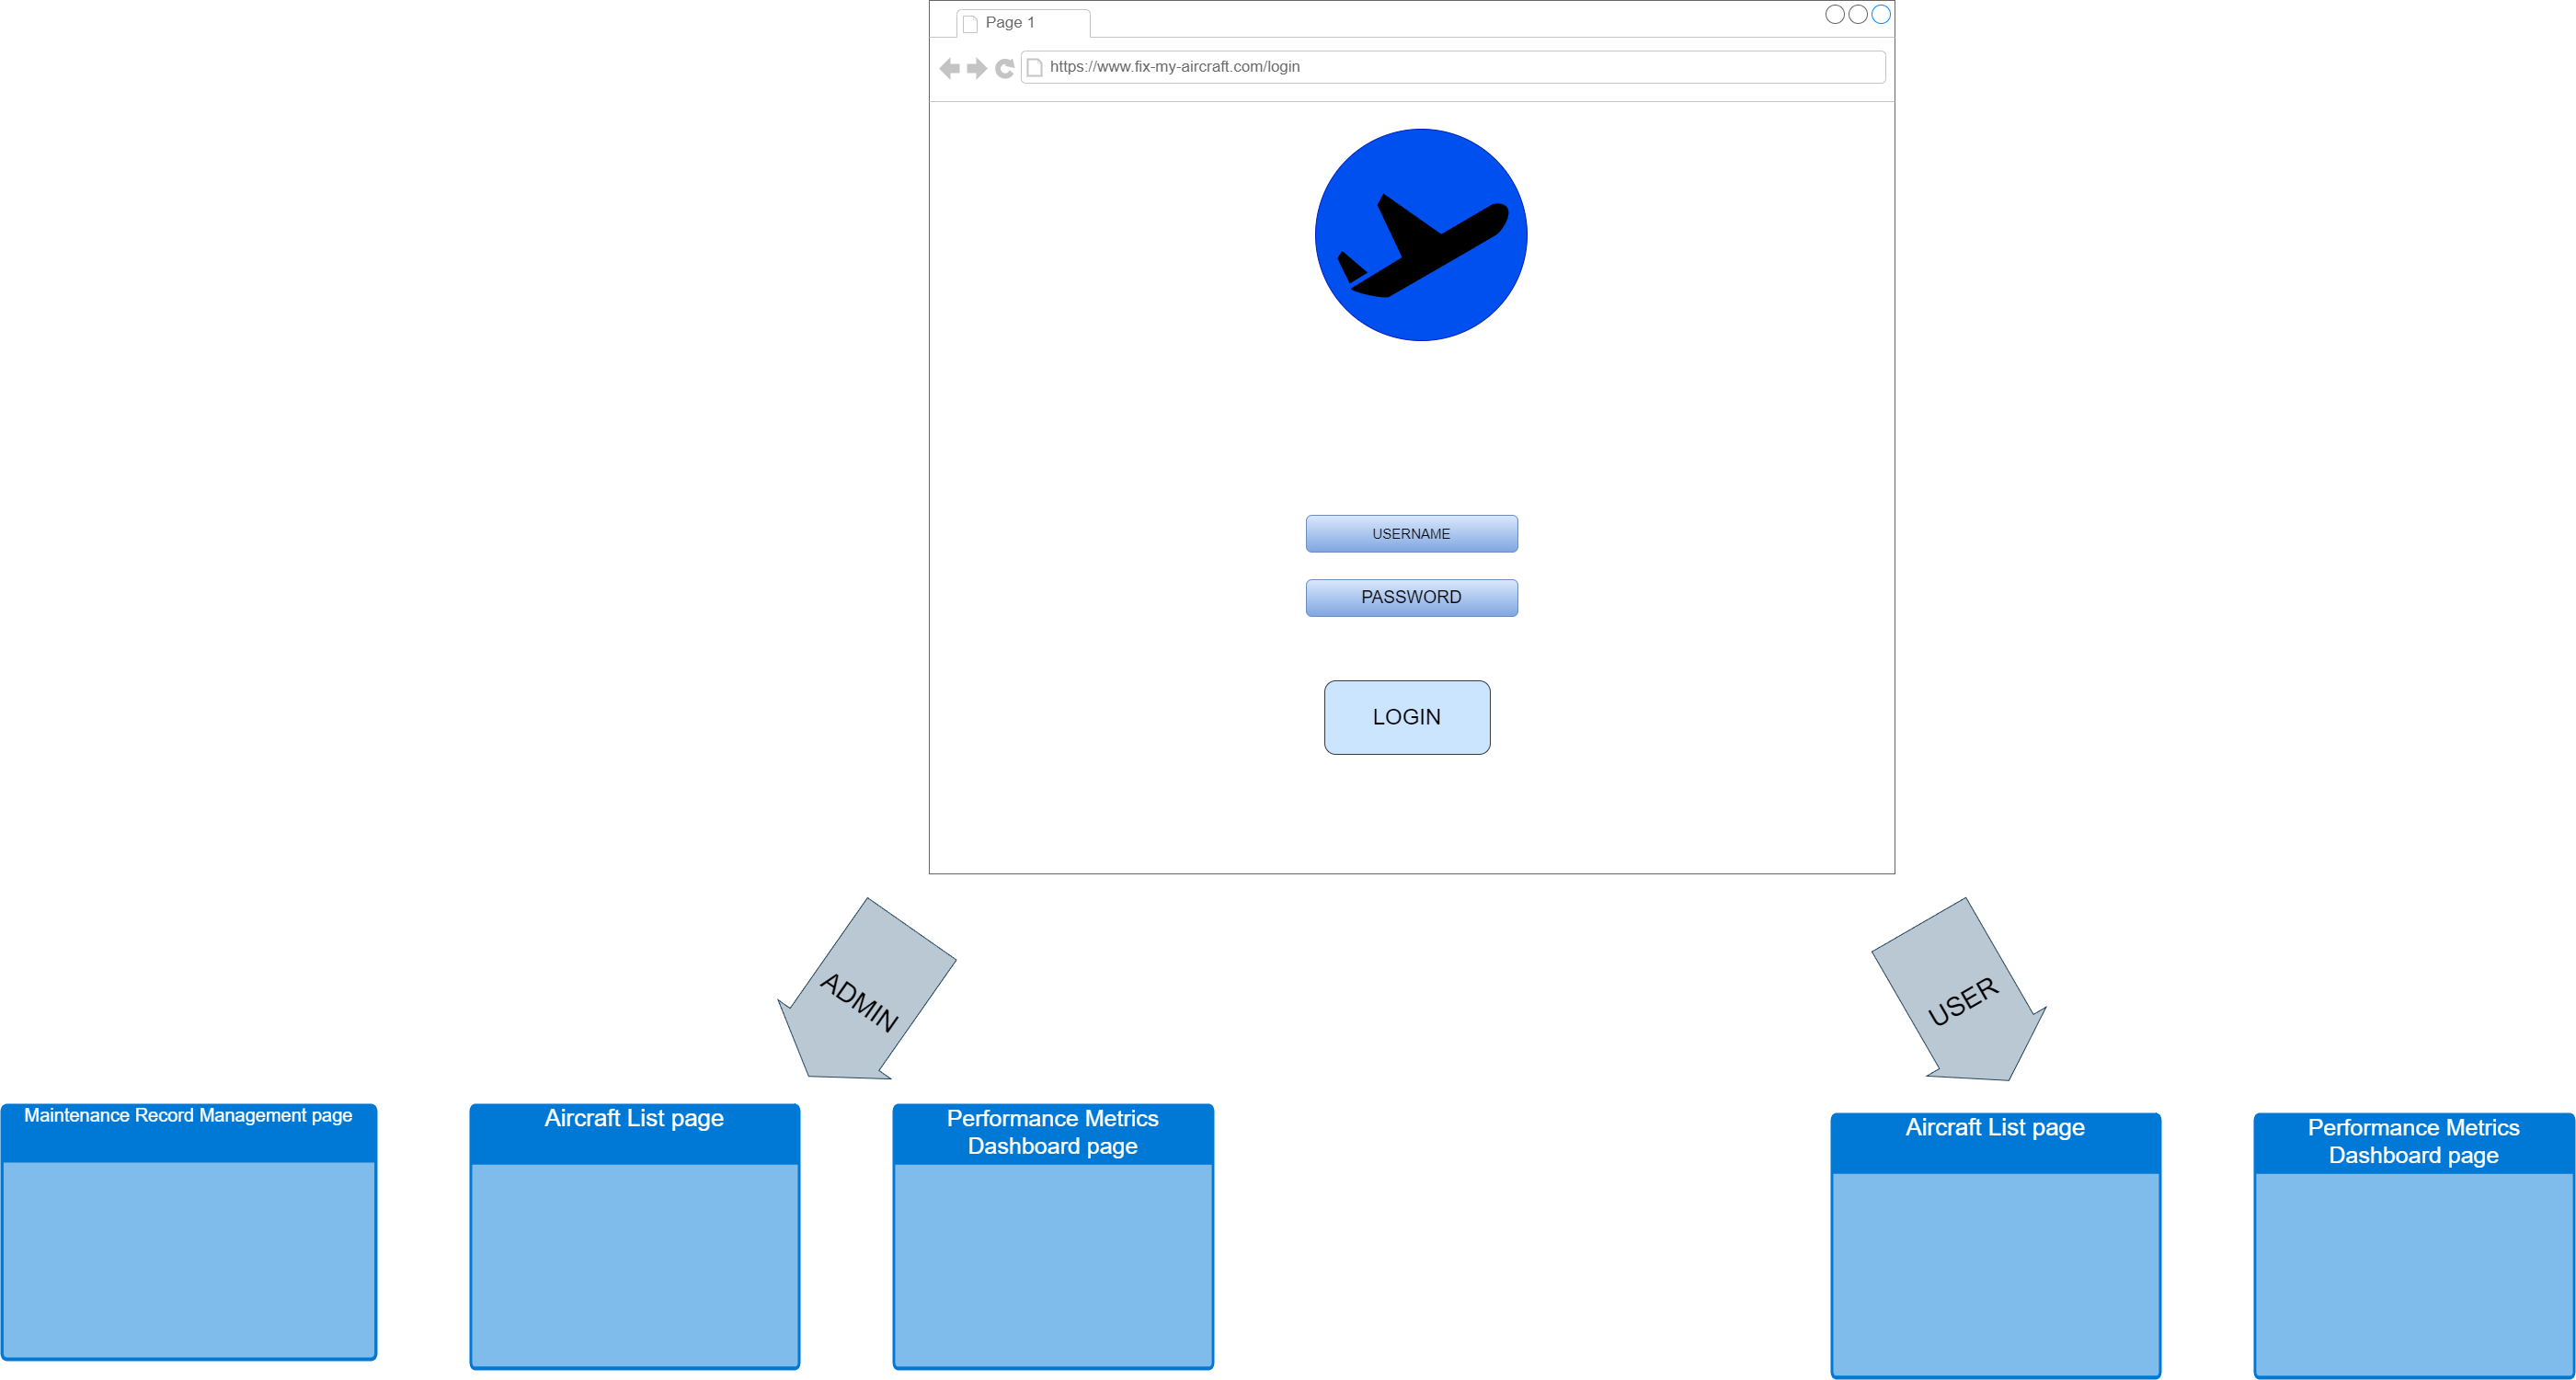 Page 1
https://www.fix-my-aircraft.com/login
USERNAME
PASSWORD
LOGIN
ADMIN
USER
Maintenance Record Management page
Aircraft List page
Performance Metrics
Dashboard page
Aircraft List page
Performance Metrics
Dashboard page